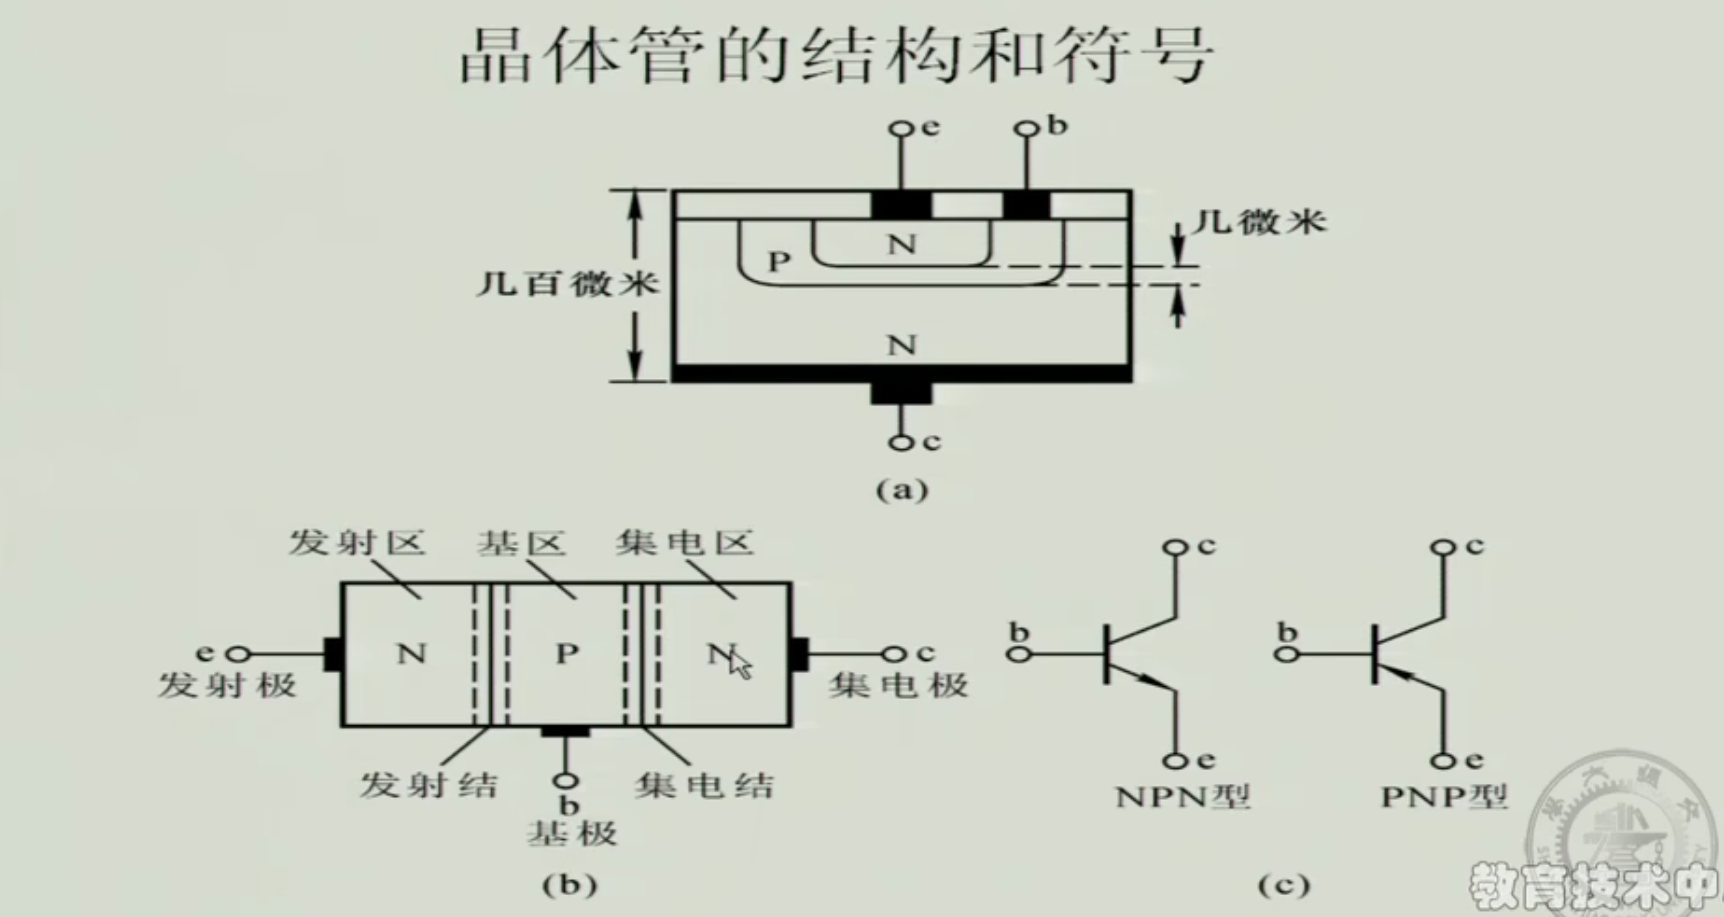 晶体管的结构和符号
e b
几微米
N
P
几百微米
N
c
(a)
发射区 基区 集电区
e N P N c
发射极 集电极
发射结 集电结
b
基极
(b)
c c
b b
e e
NPN型 PNP型
(c)
教育技术中